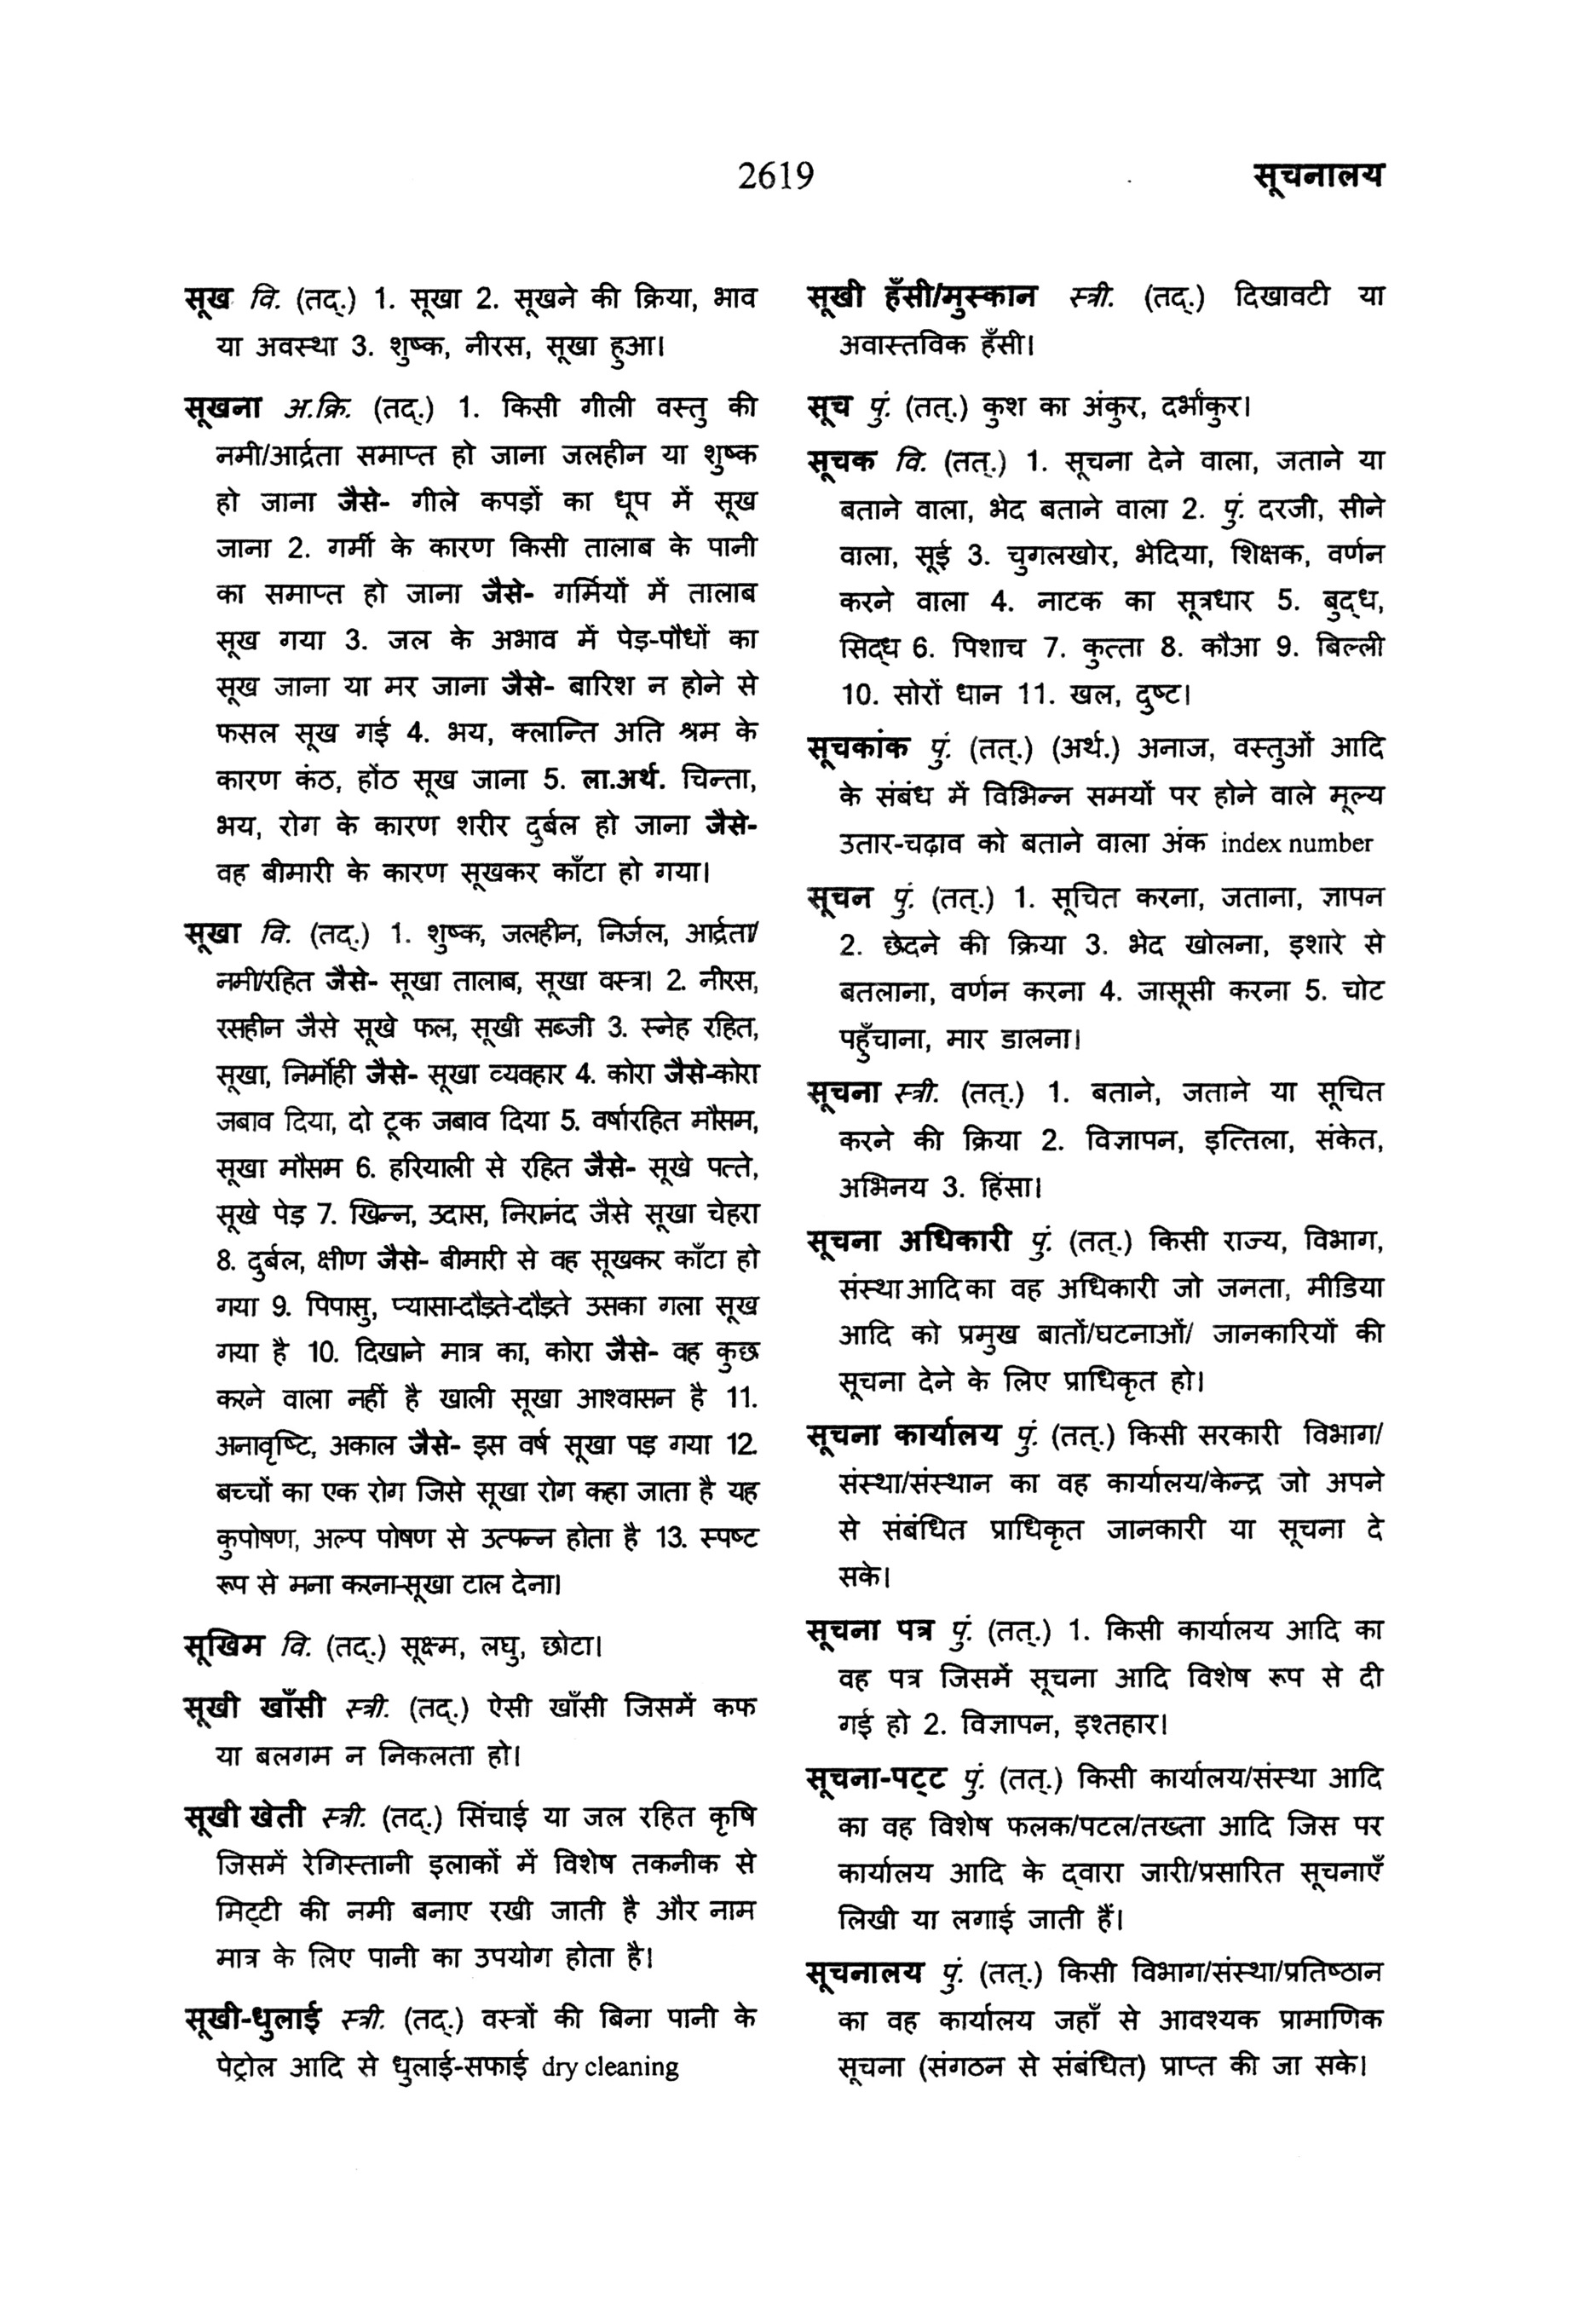 2619
सूचनालय
सूख वि. (तद्.) 1. सूखा 2. सूखने की क्रिया, भाव
या अवस्था 3. शुष्क, नीरस, सूखा हुआ।
सूखना अ.क्रि. (तद्.) 1. किसी गीली वस्तु की
नमी/आर्द्रता समाप्त हो जाना जलहीन या शुष्क
हो जाना जैसे- गीले कपड़ों का धूप में सूख
जाना 2. गर्मी के कारण किसी तालाब के पानी
का समाप्त हो जाना जैसे- गर्मियों में तालाब
सूख गया 3. जल के अभाव में पेड़-पौधों का
सूख जाना या मर जाना जैसे- बारिश न होने से
फसल सूख गई 4. भय, क्लान्ति अति श्रम के
कारण कंठ, होंठ सूख जाना 5. ला.अर्थ. चिन्ता,
भय, रोग के कारण शरीर दुर्बल हो जाना जैसे-
वह बीमारी के कारण सूखकर काँटा हो गया।
सूखा वि. (तद्.) 1. शुष्क, जलहीन, निर्जल, आर्द्रता/
नमी/रहित जैसे- सूखा तालाब, सूखा वस्त्र। 2. नीरस,
रसहीन जैसे सूखे फल, सूखी सब्जी 3. स्नेह रहित,
सूखा, निर्मोही जैसे- सूखा व्यवहार 4. कोरा जैसे-कोरा
जबाव दिया, दो टूक जबाव दिया 5. वर्षारहित मौसम,
सूखा मौसम 6. हरियाली से रहित जैसे- सूखे पत्ते,
सूखे पेड़ 7. खिन्न, उदास, निरानंद जैसे सूखा चेहरा
8. दुर्बल, क्षीण जैसे- बीमारी से वह सूखकर काँटा हो
गया 9. पिपासु, प्यासा-दौड़ते-दौड़ते उसका गला सूख
गया है 10. दिखाने मात्र का, कोरा जैसे- वह कुछ
करने वाला नहीं है खाली सूखा आश्वासन है 11.
अनावृष्टि, अकाल जैसे- इस वर्ष सूखा पड़ गया 12.
बच्चों का एक रोग जिसे सूखा रोग कहा जाता है यह
कुपोषण, अल्प पोषण से उत्पन्न होता है 13. स्पष्ट
रूप से मना करना-सूखा टाल देना।
सूखिम वि. (तद्.) सूक्ष्म, लघु, छोटा।
सूखी खाँसी स्त्री. (तद्.) ऐसी खाँसी जिसमें कफ
या बलगम न निकलता हो।
सूखी खेती स्त्री. (तद्.) सिंचाई या जल रहित कृषि
जिसमें रेगिस्तानी इलाकों में विशेष तकनीक से
मिट्टी की नमी बनाए रखी जाती है और नाम
मात्र के लिए पानी का उपयोग होता है।
सूखी-धुलाई स्त्री. (तद्.) वस्त्रों की बिना पानी के
पेट्रोल आदि से धुलाई-सफाई dry cleaning
सूखी हँसी/मुस्कान स्त्री. (तद्.) दिखावटी या
अवास्तविक हँसी।
सूच पुं. (तत्.) कुश का अंकुर, दर्भांकुर।
सूचक वि. (तत्.) 1. सूचना देने वाला, जताने या
बताने वाला, भेद बताने वाला 2. पुं. दरजी, सीने
वाला, सूई 3. चुगलखोर, भेदिया, शिक्षक, वर्णन
करने वाला 4. नाटक का सूत्रधार 5. बुद्ध,
सिद्ध 6. पिशाच 7. कुत्ता 8. कौआ 9. बिल्ली
10. सोरों धान 11. खल, दुष्ट।
सूचकांक पुं. (तत्.) (अर्थ.) अनाज, वस्तुओं आदि
के संबंध में विभिन्न समयों पर होने वाले मूल्य
उतार-चढ़ाव को बताने वाला अंक index number
सूचन पुं. (तत्.) 1. सूचित करना, जताना, ज्ञापन
2. छेदने की क्रिया 3. भेद खोलना, इशारे से
बतलाना, वर्णन करना 4. जासूसी करना 5. चोट
पहुँचाना, मार डालना।
सूचना स्त्री. (तत्.) 1. बताने, जताने या सूचित
करने की क्रिया 2. विज्ञापन, इत्तिला, संकेत,
अभिनय 3. हिंसा।
सूचना अधिकारी पुं. (तत्.) किसी राज्य, विभाग,
संस्था आदि का वह अधिकारी जो जनता, मीडिया
आदि को प्रमुख बातों/घटनाओं/ जानकारियों की
सूचना देने के लिए प्राधिकृत हो।
सूचना कार्यालय पुं. (तत्.) किसी सरकारी विभाग/
संस्था/संस्थान का वह कार्यालय/केन्द्र जो अपने
से संबंधित प्राधिकृत जानकारी या सूचना दे
सके।
सूचना पत्र पुं. (तत्.) 1. किसी कार्यालय आदि का
वह पत्र जिसमें सूचना आदि विशेष रूप से दी
गई हो 2. विज्ञापन, इश्तहार।
सूचना-पट्ट पुं. (तत्.) किसी कार्यालय/संस्था आदि
का वह विशेष फलक/पटल/तख्ता आदि जिस पर
कार्यालय आदि के द्वारा जारी/प्रसारित सूचनाएँ
लिखी या लगाई जाती हैं।
सूचनालय पुं. (तत्.) किसी विभाग/संस्था/प्रतिष्ठान
का वह कार्यालय जहाँ से आवश्यक प्रामाणिक
सूचना (संगठन से संबंधित) प्राप्त की जा सके।